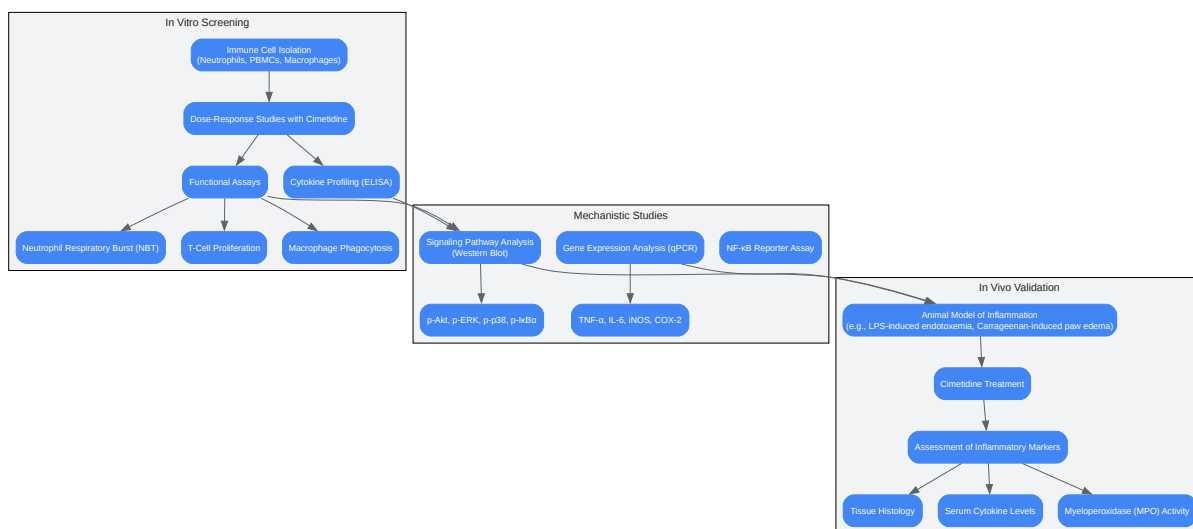 In Vitro Screening
Immune Cell Isolation
(Neutrophils, PBMCs, Macrophages)
Dose-Response Studies with Cimetidine
Functional Assays
Cytokine Profiling (ELISA)
Neutrophil Respiratory Burst (NBT)
T-Cell Proliferation
Macrophage Phagocytosis
Mechanistic Studies
Signaling Pathway Analysis
(Western Blot)
Gene Expression Analysis (qPCR)
NF-κB Reporter Assay
p-Akt, p-ERK, p-p38, p-IκBα
TNF-α, IL-6, iNOS, COX-2
In Vivo Validation
Animal Model of Inflammation
(e.g., LPS-induced endotoxemia, Carrageenan-induced paw edema)
Cimetidine Treatment
Assessment of Inflammatory Markers
Tissue Histology
Serum Cytokine Levels
Myeloperoxidase (MPO) Activity